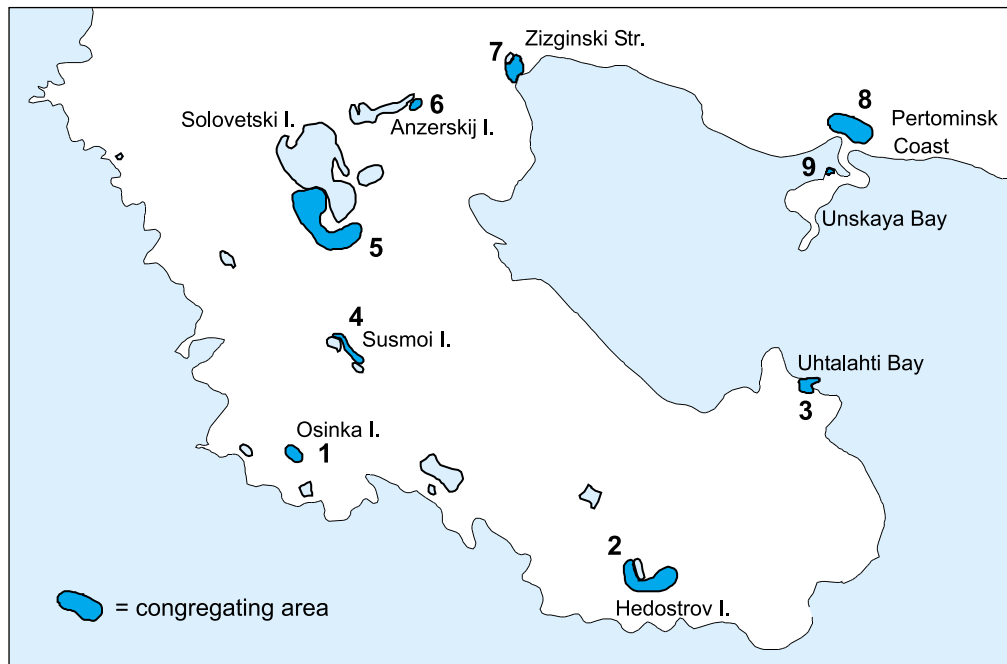 Zizginski Str.
7
6
Anzerskij I.
Solovetski I.
8
Pertominsk
Coast
9
Unskaya Bay
5
4
Susmoi I.
Uhtalahti Bay
3
Osinka I.
1
2
Hedostrov I.
= congregating area